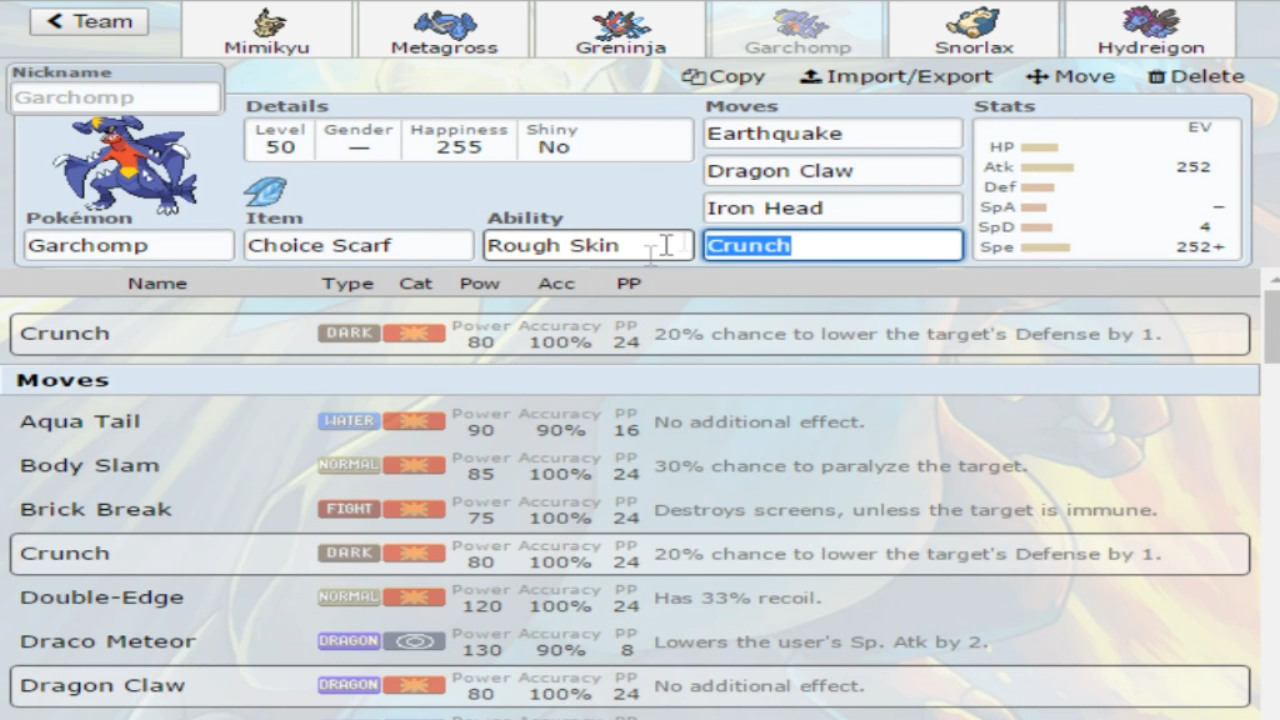 Team
Mimikyu
Metagross
Greninja
Garchomp
Snorlax
Hydreigon
Nickname
Garchomp
Copy
Import/Export
Move
Delete
Details
Moves
Stats
Level
50
Gender
—
Happiness
255
Shiny
No
Earthquake
Dragon Claw
Iron Head
Crunch
EV
HP
Atk 252
Def
SpA –
SpD 4
Spe 252+
Pokémon
Garchomp
Item
Choice Scarf
Ability
Rough Skin
Name Type Cat Pow Acc PP
Crunch DARK Power 80 Accuracy 100% PP 24 20% chance to lower the target's Defense by 1.
Moves
Aqua Tail WATER Power 90 Accuracy 90% PP 16 No additional effect.
Body Slam NORMAL Power 85 Accuracy 100% PP 24 30% chance to paralyze the target.
Brick Break FIGHT Power 75 Accuracy 100% PP 24 Destroys screens, unless the target is immune.
Crunch DARK Power 80 Accuracy 100% PP 24 20% chance to lower the target's Defense by 1.
Double-Edge NORMAL Power 120 Accuracy 100% PP 24 Has 33% recoil.
Draco Meteor DRAGON Power 130 Accuracy 90% PP 8 Lowers the user's Sp. Atk by 2.
Dragon Claw DRAGON Power 80 Accuracy 100% PP 24 No additional effect.